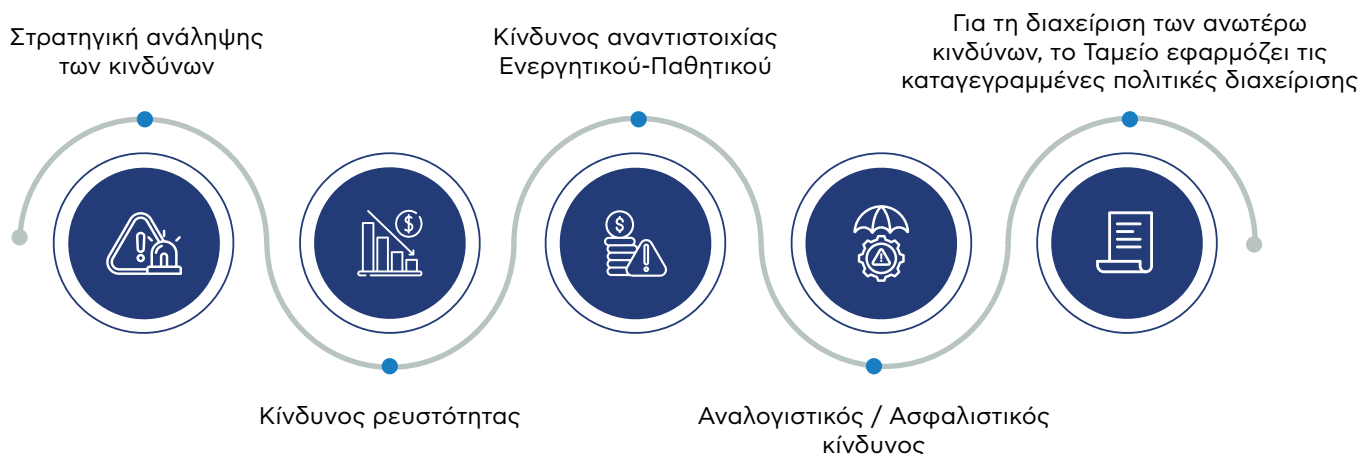 Στρατηγική ανάληψης
των κινδύνων
Κίνδυνος ρευστότητας
Κίνδυνος αναντιστοιχίας
Ενεργητικού-Παθητικού
Αναλογιστικός / Ασφαλιστικός
κίνδυνος
Για τη διαχείριση των ανωτέρω
κινδύνων, το Ταμείο εφαρμόζει τις
καταγεγραμμένες πολιτικές διαχείρισης